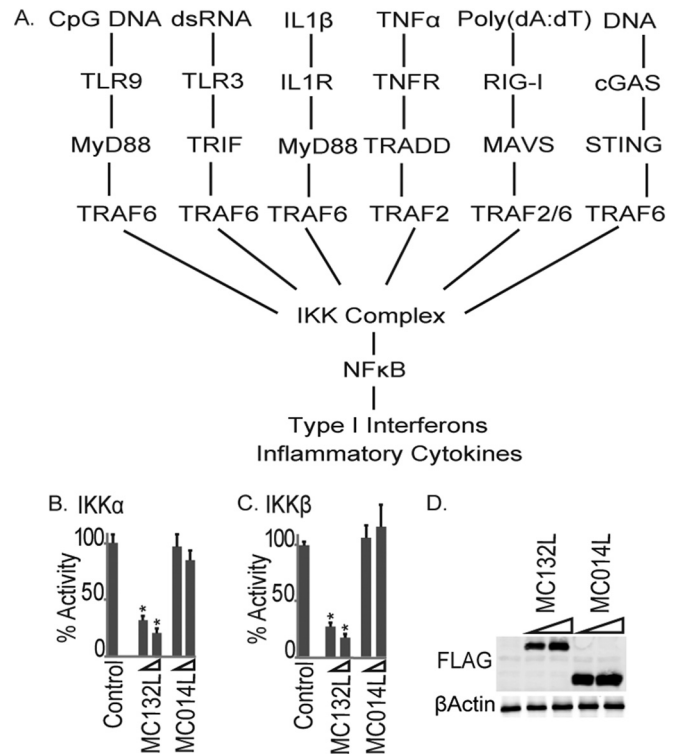 A. CpG DNA dsRNA IL1β TNFα Poly(dA:dT) DNA
TLR9 TLR3 IL1R TNFR RIG-I cGAS
MyD88 TRIF MyD88 TRADD MAVS STING
TRAF6 TRAF6 TRAF6 TRAF2 TRAF2/6 TRAF6
IKK Complex
NFκB
Type I Interferons
Inflammatory Cytokines
B. IKKα
% Activity
100
50
0
* *
Control
MC132L
MC014L
C. IKKβ
% Activity
100
50
0
* *
Control
MC132L
MC014L
D.
MC132L
MC014L
FLAG
βActin